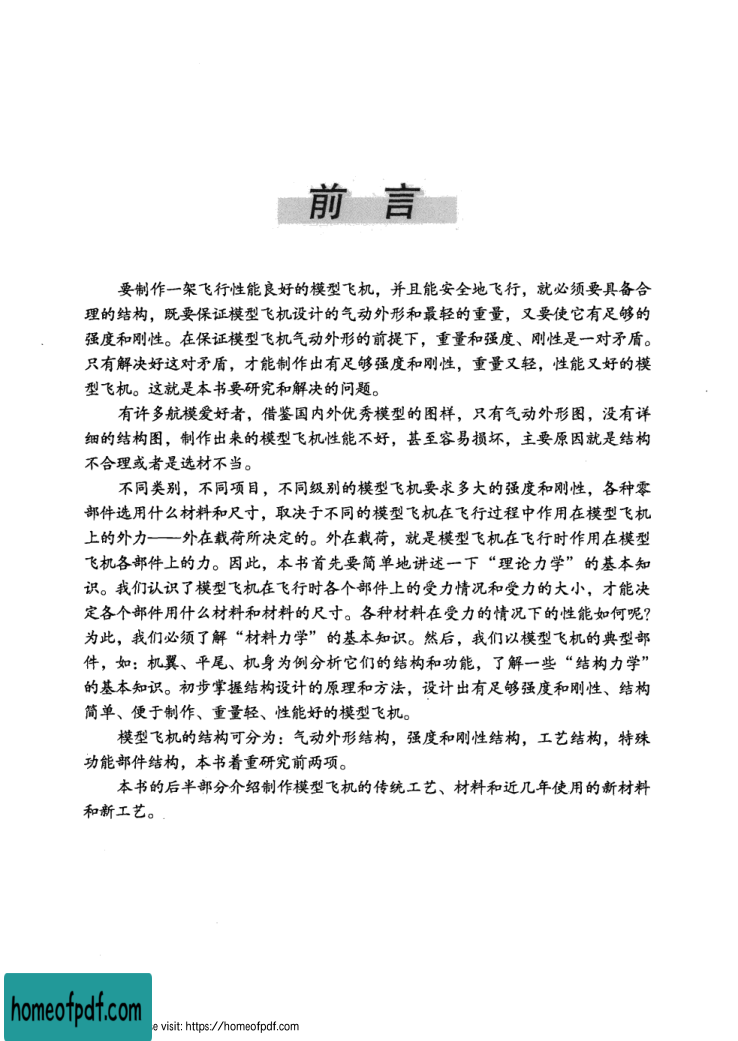 前 言
要制作一架飞行性能良好的模型飞机，并且能安全地飞行，就必须要具备合
理的结构，既要保证模型飞机设计的气动外形和最轻的重量，又要使它有足够的
强度和刚性。在保证模型飞机气动外形的前提下，重量和强度、刚性是一对矛盾。
只有解决好这对矛盾，才能制作出有足够强度和刚性，重量又轻，性能又好的模
型飞机。这就是本书要研究和解决的问题。
有许多航模爱好者，借鉴国内外优秀模型的图样，只有气动外形图，没有详
细的结构图，制作出来的模型飞机性能不好，甚至容易损坏，主要原因就是结构
不合理或者是选材不当。
不同类别，不同项目，不同级别的模型飞机要求多大的强度和刚性，各种零
部件选用什么材料和尺寸，取决于不同的模型飞机在飞行过程中作用在模型飞机
上的外力——外在载荷所决定的。外在载荷，就是模型飞机在飞行时作用在模型
飞机各部件上的力。因此，本书首先要简单地讲述一下“理论力学”的基本知
识。我们认识了模型飞机在飞行时各个部件上的受力情况和受力的大小，才能决
定各个部件用什么材料和材料的尺寸。各种材料在受力的情况下的性能如何呢？
为此，我们必须了解“材料力学”的基本知识。然后，我们以模型飞机的典型部
件，如：机翼、平尾、机身为例分析它们的结构和功能，了解一些“结构力学”
的基本知识。初步掌握结构设计的原理和方法，设计出有足够强度和刚性、结构
简单、便于制作、重量轻、性能好的模型飞机。
模型飞机的结构可分为：气动外形结构，强度和刚性结构，工艺结构，特殊
功能部件结构，本书着重研究前两项。
本书的后半部分介绍制作模型飞机的传统工艺、材料和近几年使用的新材料
和新工艺。
homeofpdf.com
e visit: https://homeofpdf.com